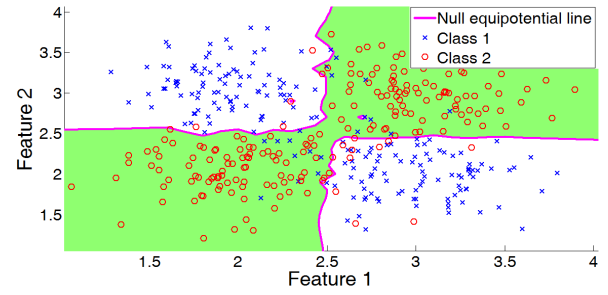 4
3.5
3
2.5
2
1.5
Feature 2
Null equipotential line
Class 1
Class 2
1.5 2 2.5 3 3.5 4
Feature 1